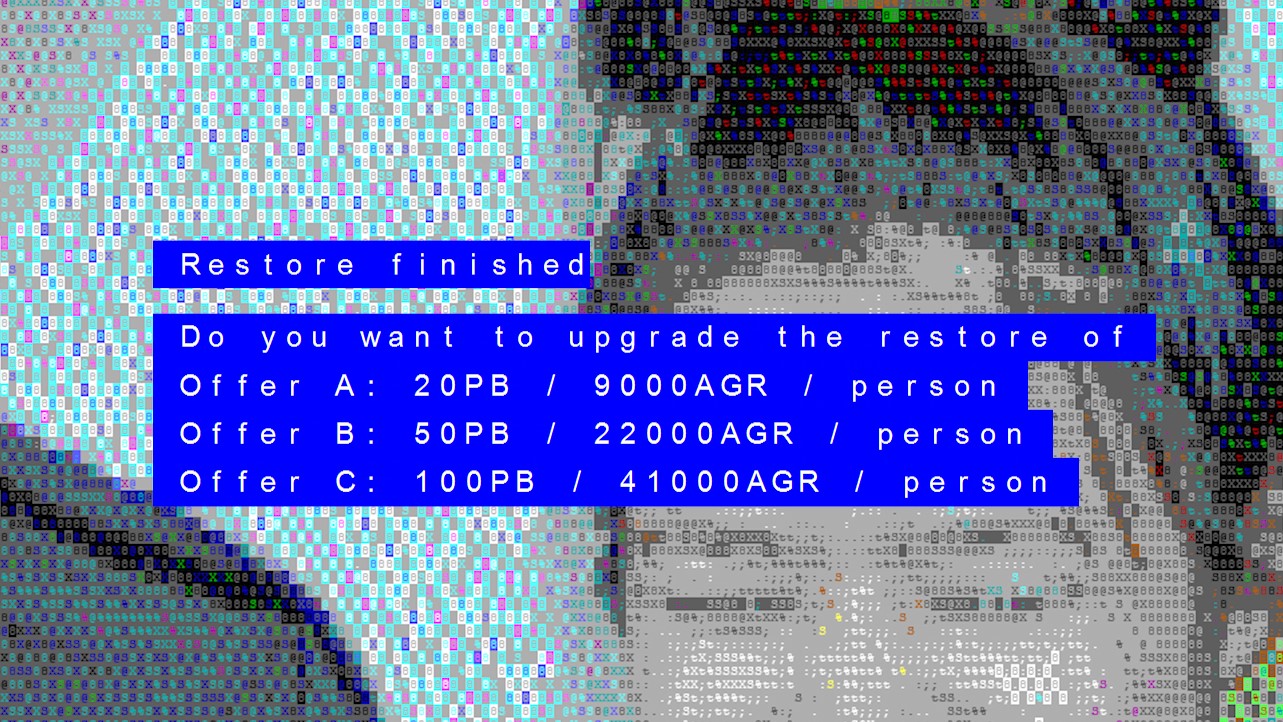 Restore finished
Do you want to upgrade the restore of
Offer A: 20PB / 9000AGR / person
Offer B: 50PB / 22000AGR / person
Offer C: 100PB / 41000AGR / person